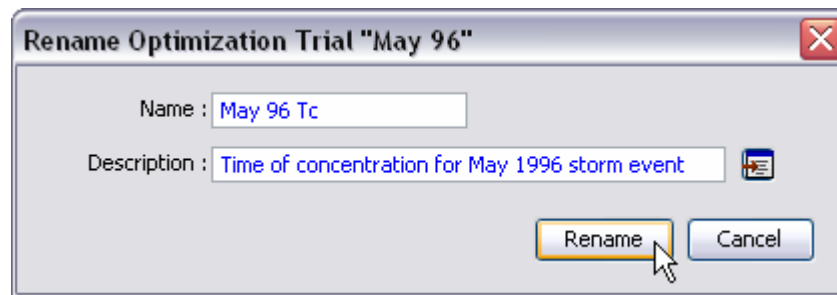 Rename Optimization Trial "May 96"
Name : May 96 Tc
Description : Time of concentration for May 1996 storm event
Rename Cancel